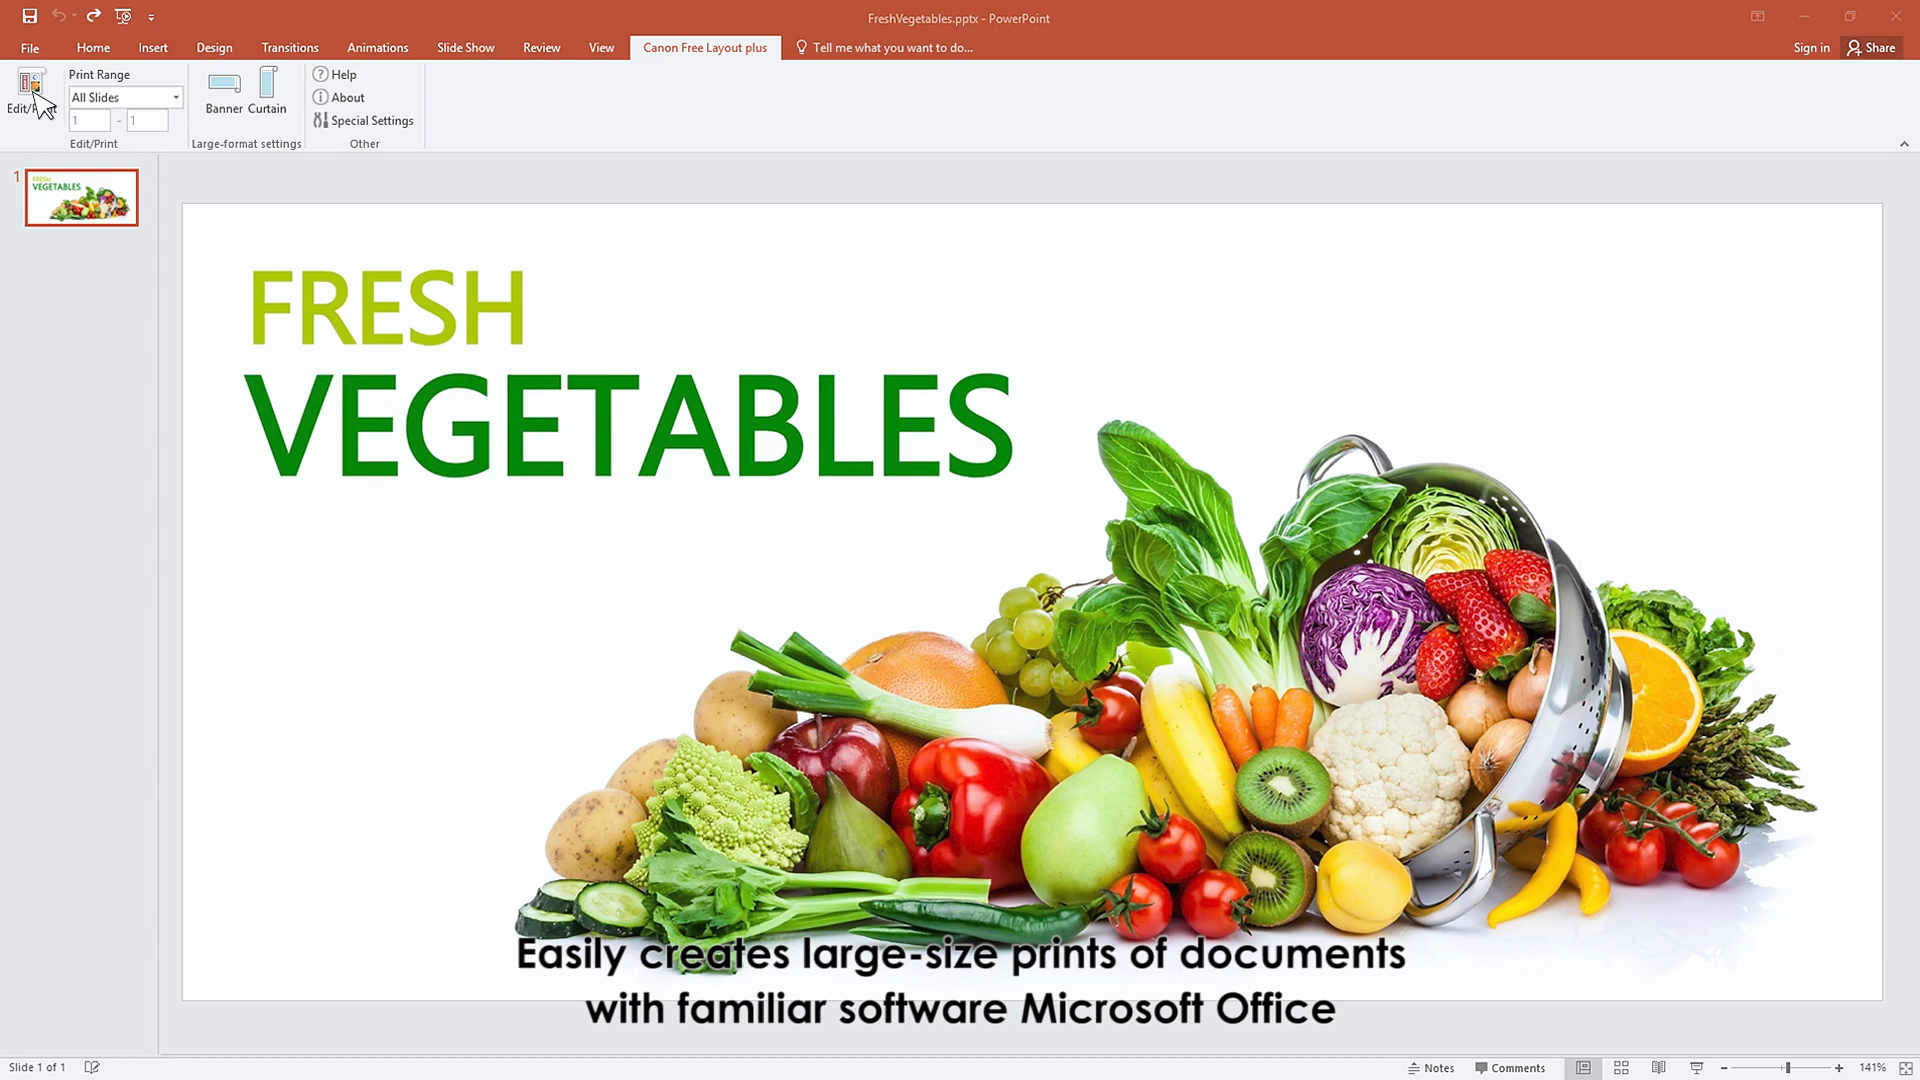 FreshVegetables.pptx - PowerPoint
File Home Insert Design Transitions Animations Slide Show Review View Canon Free Layout plus Tell me what you want to do... Sign in Share
Print Range
All Slides
1 - 1
Edit/Print
Banner Curtain
Large-format settings
Help
About
Special Settings
Other
1
FRESH
VEGETABLES
FRESH
VEGETABLES
Easily creates large-size prints of documents
with familiar software Microsoft Office
Slide 1 of 1 Notes Comments 141%